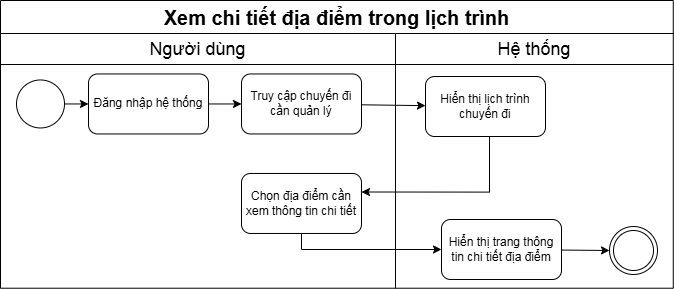 Xem chi tiết địa điểm trong lịch trình
Người dùng
Hệ thống
Đăng nhập hệ thống
Truy cập chuyến đi
cần quản lý
Hiển thị lịch trình
chuyến đi
Chọn địa điểm cần
xem thông tin chi tiết
Hiển thị trang thông
tin chi tiết địa điểm